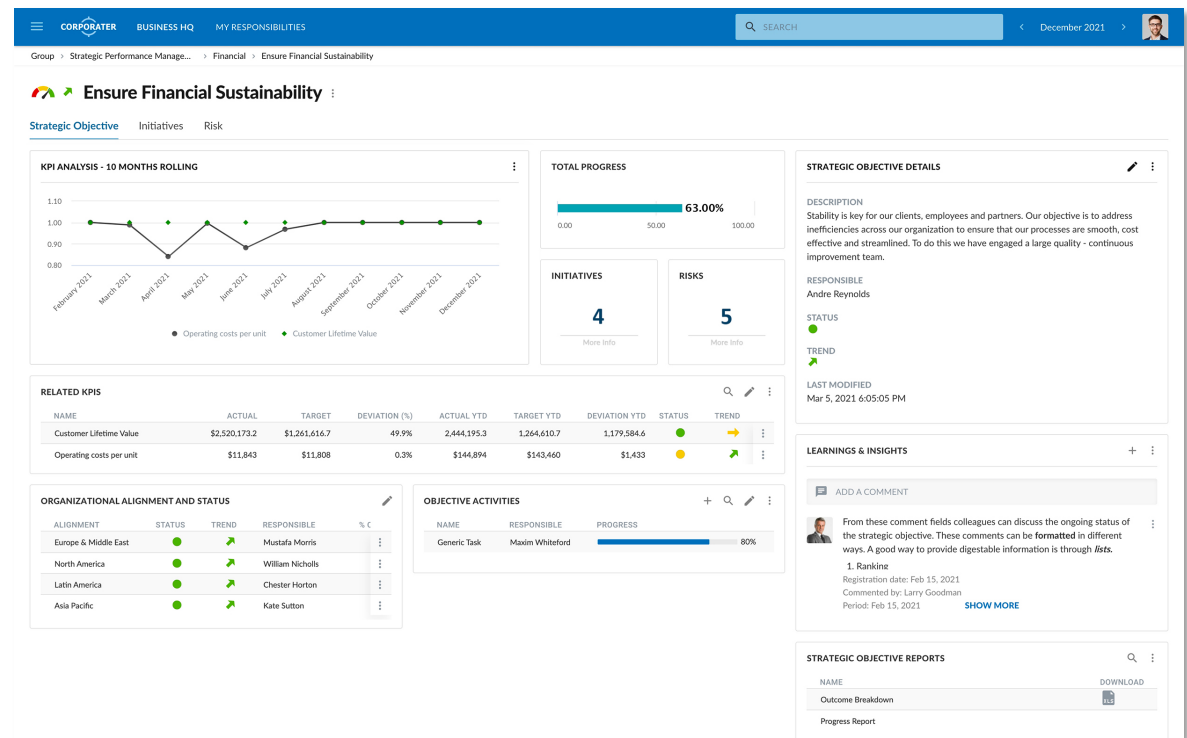 CORPORATER BUSINESS HQ MY RESPONSIBILITIES SEARCH December 2021
Group > Strategic Performance Manage... > Financial > Ensure Financial Sustainability
Ensure Financial Sustainability
Strategic Objective Initiatives Risk
KPI ANALYSIS - 10 MONTHS ROLLING
1.10
1.00
0.90
0.80
February 2021
March 2021
April 2021
May 2021
June 2021
July 2021
August 2021
September 2021
October 2021
November 2021
December 2021
Operating costs per unit Customer Lifetime Value
TOTAL PROGRESS
63.00%
0.00 50.00 100.00
INITIATIVES
4
More Info
RISKS
5
More Info
STRATEGIC OBJECTIVE DETAILS
DESCRIPTION
Stability is key for our clients, employees and partners. Our objective is to address
inefficiencies across our organization to ensure that our processes are smooth, cost
effective and streamlined. To do this we have engaged a large quality - continuous
improvement team.
RESPONSIBLE
Andre Reynolds
STATUS
TREND
LAST MODIFIED
Mar 5, 2021 6:05:05 PM
RELATED KPIS
NAME ACTUAL TARGET DEVIATION (%) ACTUAL YTD TARGET YTD DEVIATION YTD STATUS TREND
Customer Lifetime Value $2,520,173.2 $1,261,616.7 49.9% 2,444,195.3 1,264,610.7 1,179,584.6
Operating costs per unit $11,843 $11,808 0.3% $144,894 $143,460 $1,433
ORGANIZATIONAL ALIGNMENT AND STATUS
ALIGNMENT STATUS TREND RESPONSIBLE % C
Europe & Middle East Mustafa Morris
North America William Nicholls
Latin America Chester Horton
Asia Pacific Kate Sutton
OBJECTIVE ACTIVITIES
NAME RESPONSIBLE PROGRESS
Generic Task Maxim Whiteford 80%
LEARNINGS & INSIGHTS
ADD A COMMENT
From these comment fields colleagues can discuss the ongoing status of
the strategic objective. These comments can be formatted in different
ways. A good way to provide digestable information is through lists.
1. Ranking
Registration date: Feb 15, 2021
Commented by: Larry Goodman
Period: Feb 15, 2021 SHOW MORE
STRATEGIC OBJECTIVE REPORTS
NAME DOWNLOAD
Outcome Breakdown XLS
Progress Report